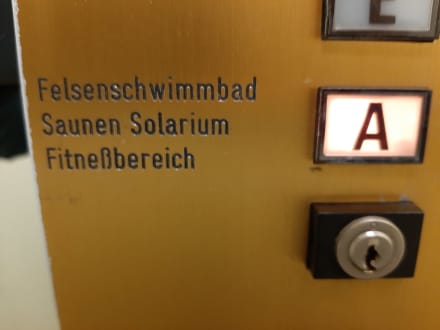 E
Felsenschwimmbad
Saunen Solarium
Fitneßbereich
A